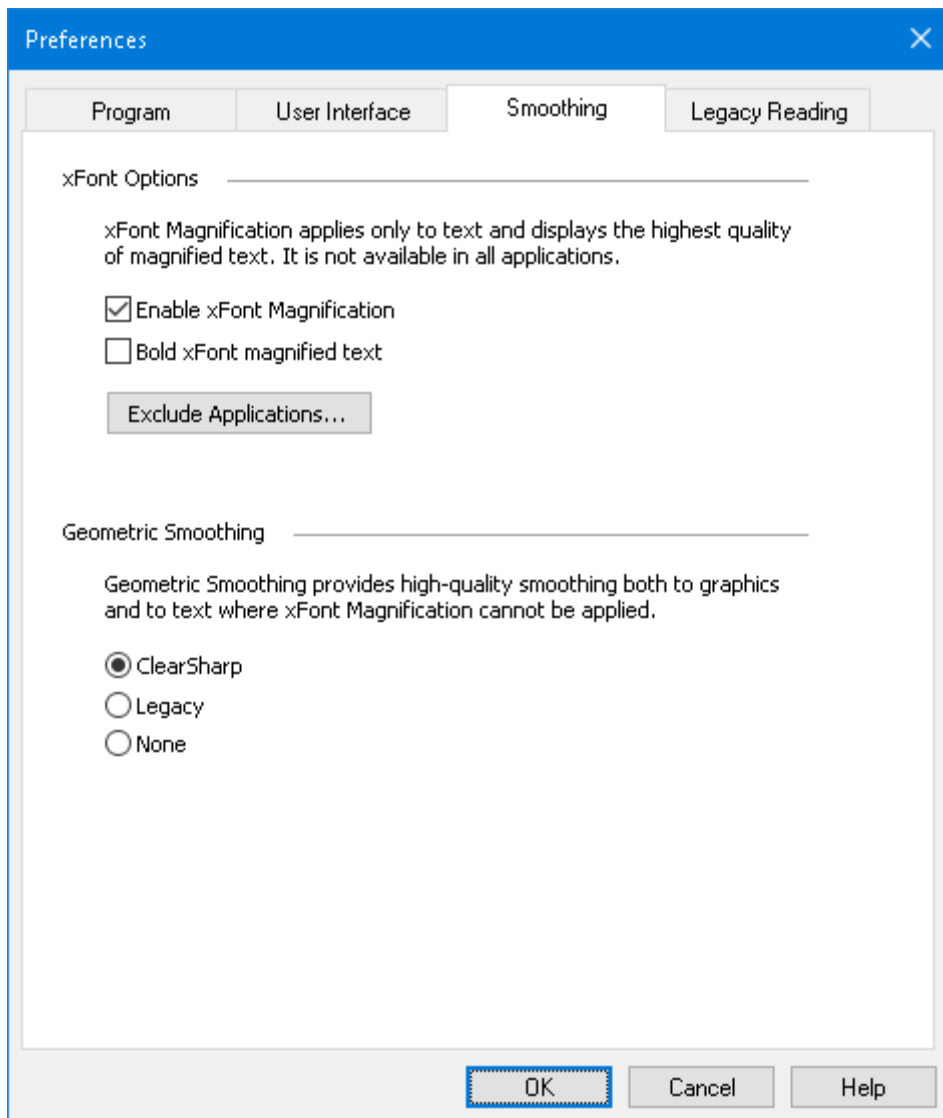 Preferences
Program
User Interface
Smoothing
Legacy Reading
xFont Options
xFont Magnification applies only to text and displays the highest quality
of magnified text. It is not available in all applications.
Enable xFont Magnification
Bold xFont magnified text
Exclude Applications...
Geometric Smoothing
Geometric Smoothing provides high-quality smoothing both to graphics
and to text where xFont Magnification cannot be applied.
ClearSharp
Legacy
None
OK
Cancel
Help